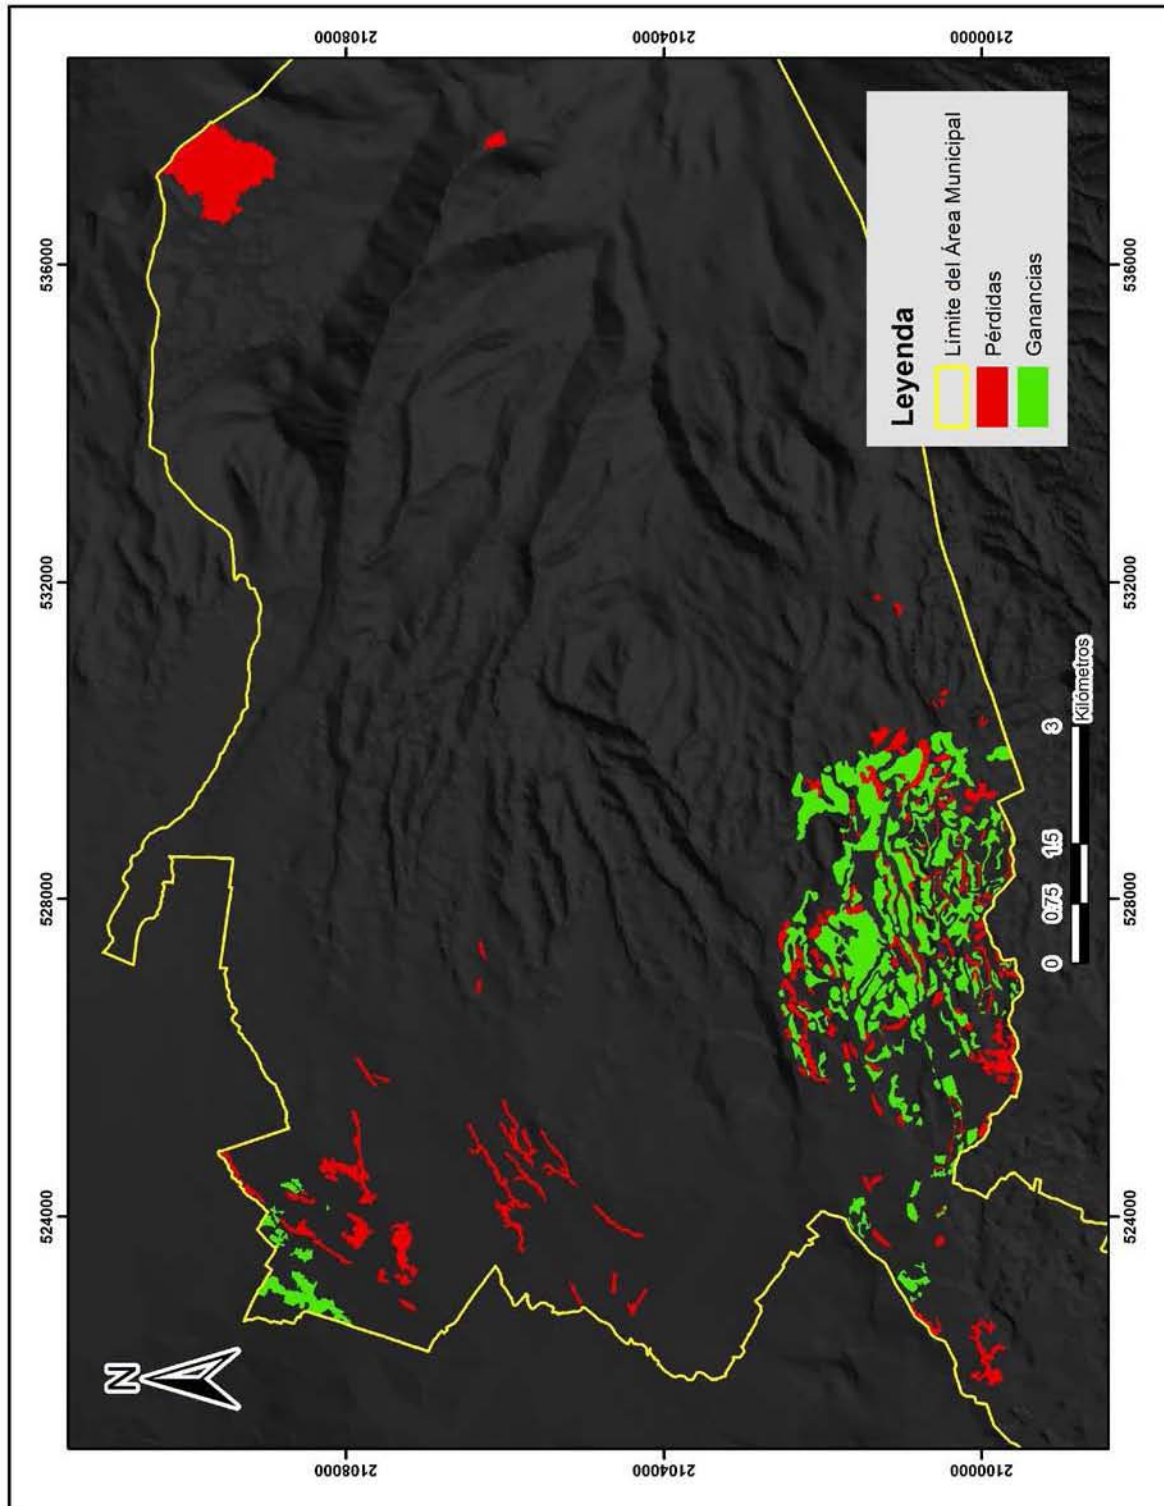 524000 528000 532000 536000
N
2108000 2108000
2104000 2104000
2100000 2100000
Leyenda
Límite del Área Municipal
Pérdidas
Ganancias
0 0.75 1.5 3
Kilómetros
524000 528000 532000 536000